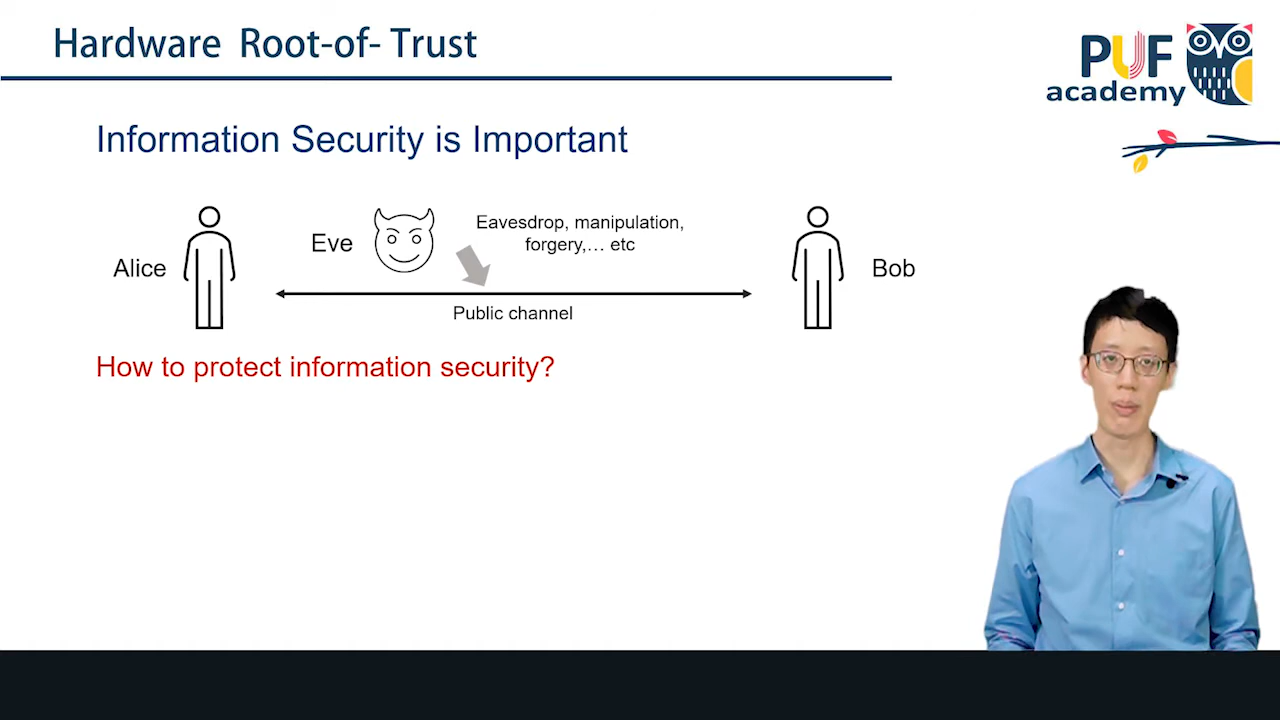 Hardware Root-of- Trust
PUF
academy
Information Security is Important
Eavesdrop, manipulation,
forgery,… etc
Eve
Alice
Bob
Public channel
How to protect information security?